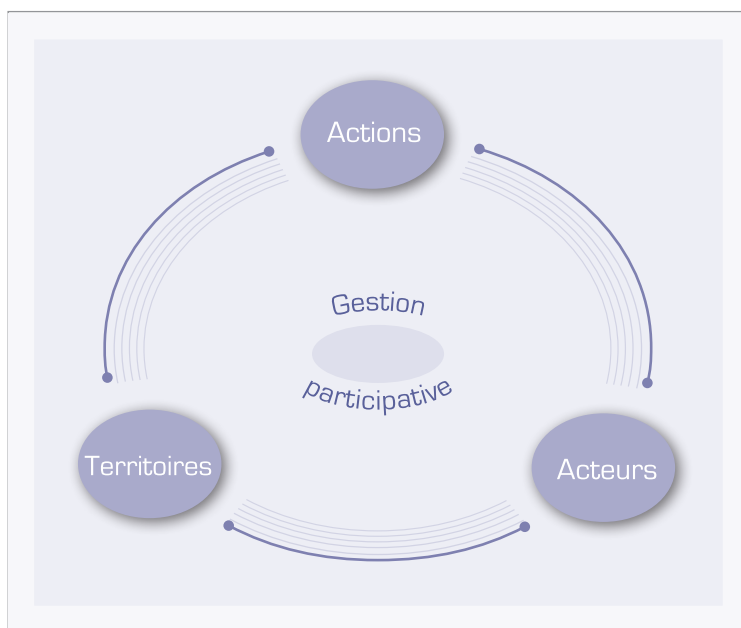 Actions
Gestion
participative
Territoires
Acteurs